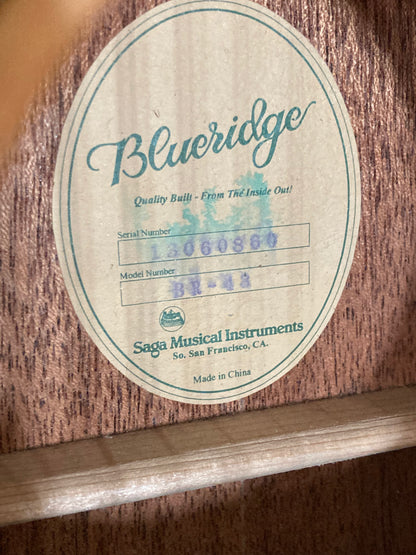 Blueridge
Quality Built - From The Inside Out!
Serial Number
13060860
Model Number
BR-43
Saga Musical Instruments
So. San Francisco, CA.
Made in China